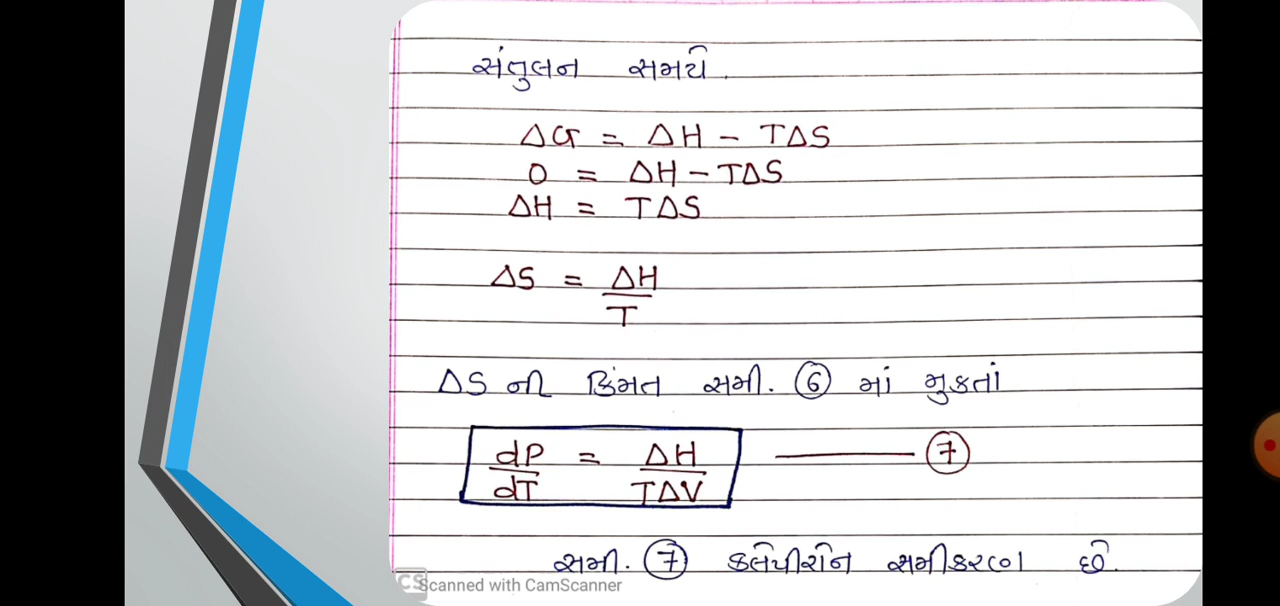 સંતુલન સમયે.
ΔG = ΔH - TΔS
0 = ΔH - TΔS
ΔH = TΔS
ΔS = ΔH / T
ΔS ની કિંમત સમી. ⑥ માં મુકતાં
dP / dT = ΔH / TΔV ——— ⑦
સમી. ⑦ કલેપીરોન સમીકરણ છે.
CS Scanned with CamScanner